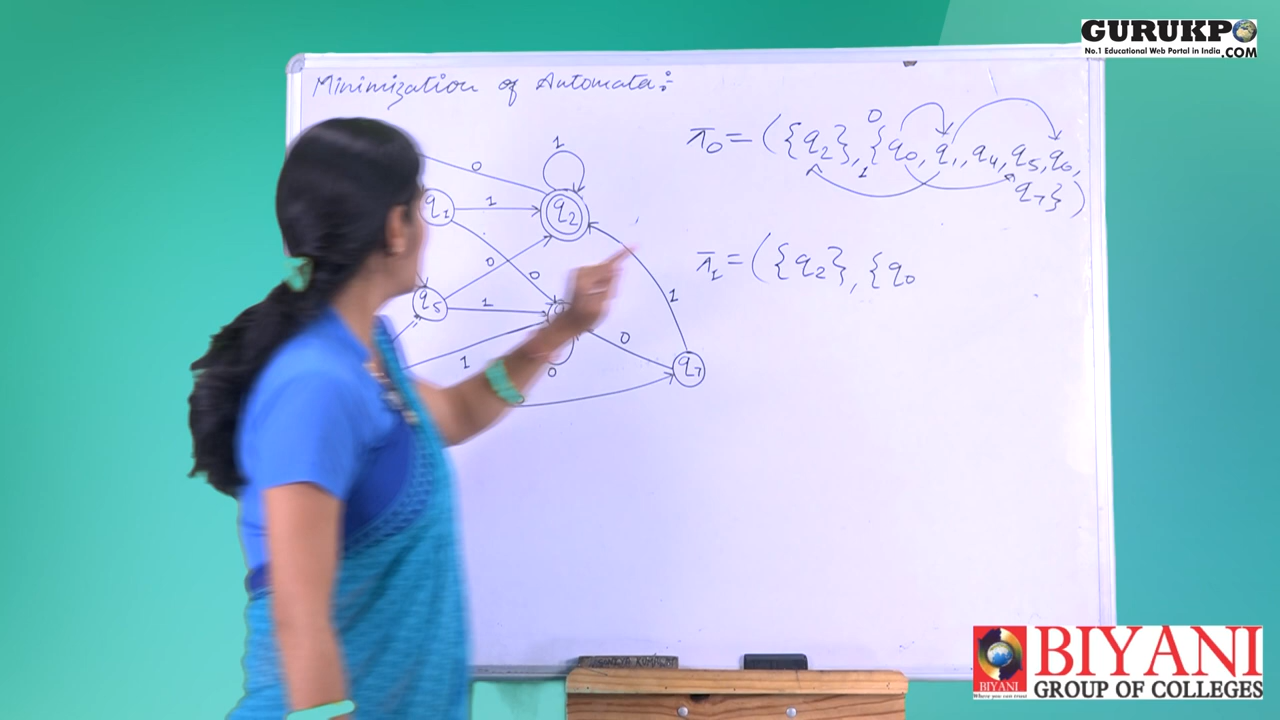 GURUKPO
No.1 Educational Web Portal in India
.COM
Minimization of Automata:
π0 = ({q2}, {q0, q1, q4, q5, q6,
q7})
0
1
π1 = ({q2}, {q0
1
0
q1
1
q2
0
0
q5
1
1
1
0
0
q7
BIYANI
GROUP OF COLLEGES
BIYANI